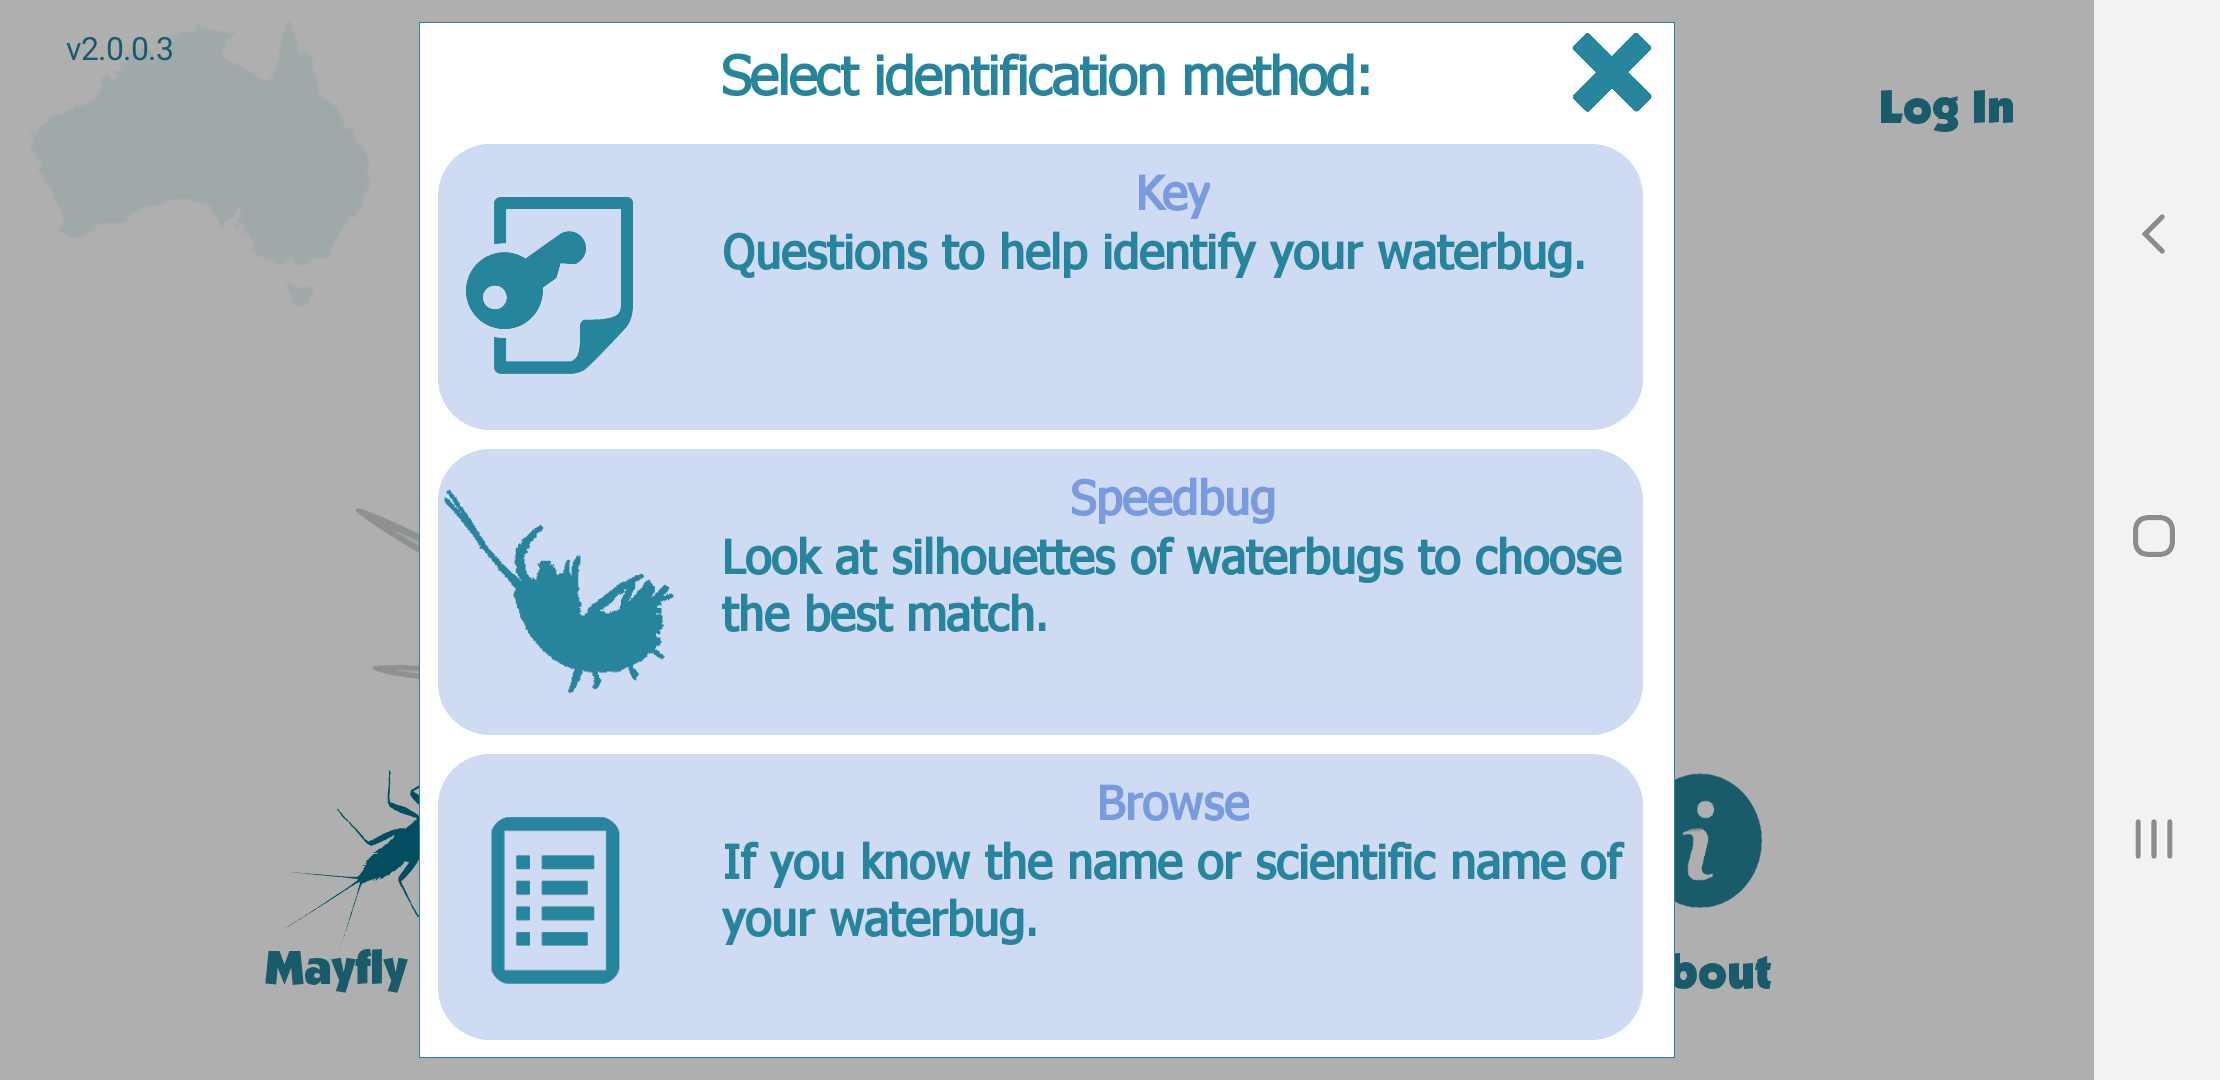 v2.0.0.3
Select identification method:
Log In
Key
Questions to help identify your waterbug.
Speedbug
Look at silhouettes of waterbugs to choose
the best match.
Browse
If you know the name or scientific name of
your waterbug.
Mayfly
bout